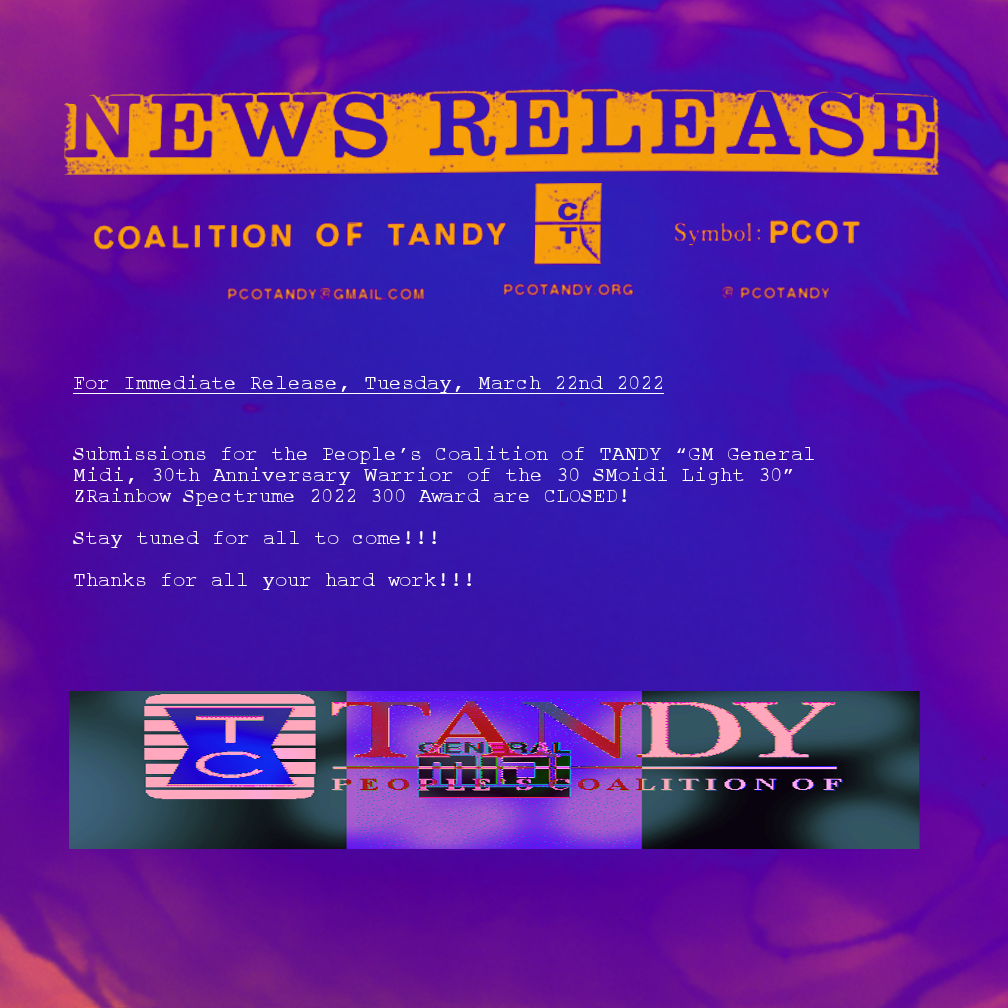 NEWS RELEASE
COALITION OF TANDY
C
T
Symbol: PCOT
PCOTANDY@GMAIL.COM
PCOTANDY.ORG
@ PCOTANDY
For Immediate Release, Tuesday, March 22nd 2022
Submissions for the People’s Coalition of TANDY “GM General
Midi, 30th Anniversary Warrior of the 30 SMoidi Light 30”
ZRainbow Spectrume 2022 300 Award are CLOSED!
Stay tuned for all to come!!!
Thanks for all your hard work!!!
T
C
TANDY
GENERAL
MIDI
PEOPLE'S COALITION OF